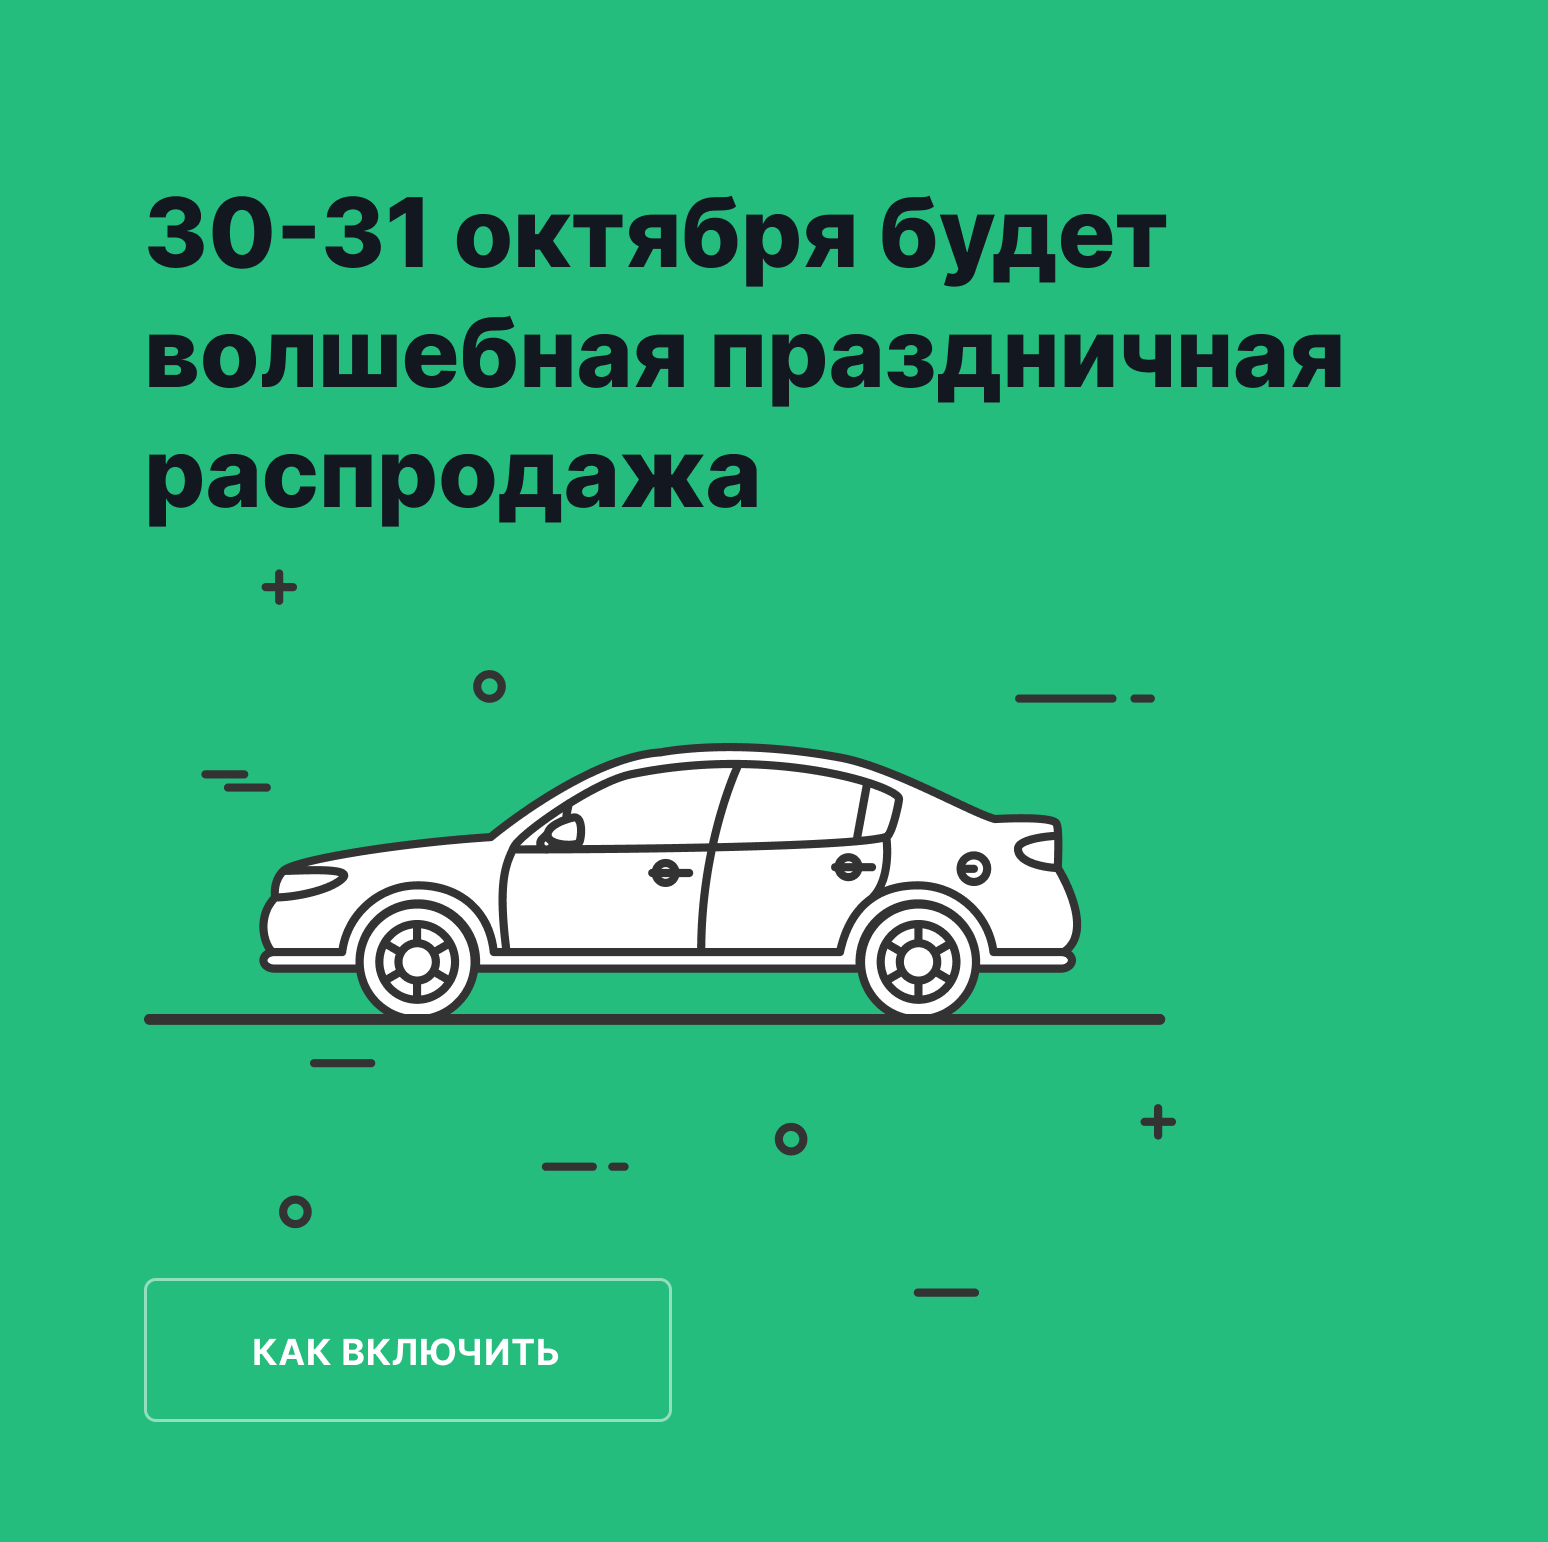 30-31 октября будет
волшебная праздничная
распродажа
КАК ВКЛЮЧИТЬ